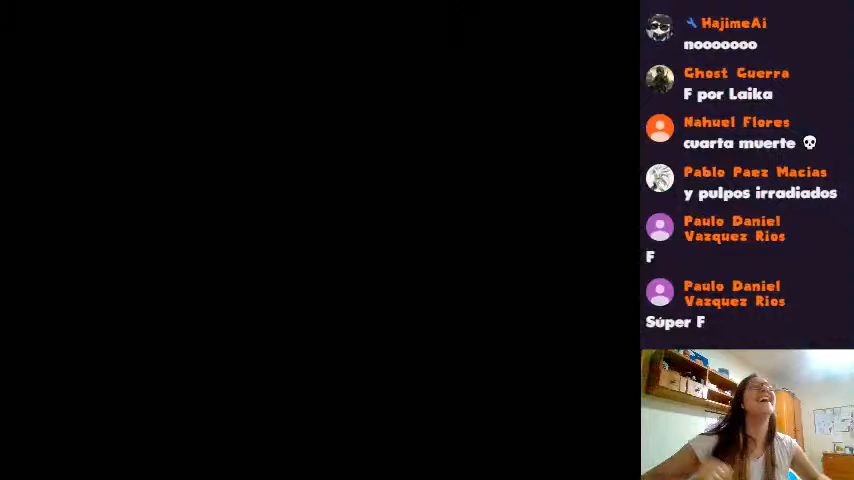 HajimeAi
nooooooo
Ghost Guerra
F por Laika
Nahuel Flores
cuarta muerte 💀
Pablo Paez Macias
y pulpos irradiados
Paulo Daniel
Vazquez Rios
F
Paulo Daniel
Vazquez Rios
Súper F